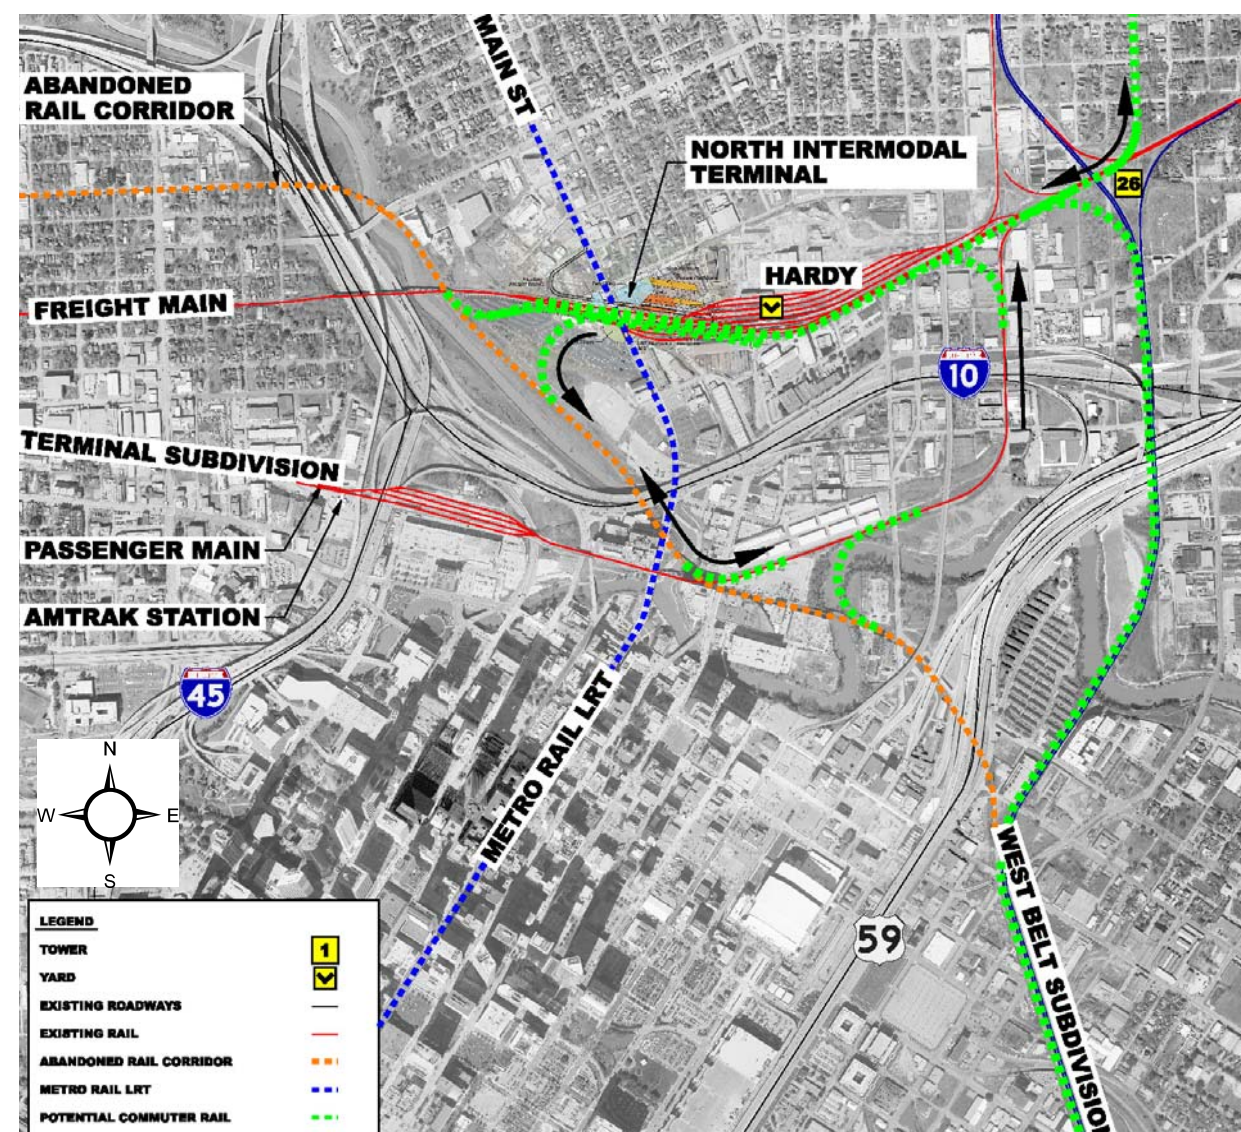 MAIN ST
ABANDONED
RAIL CORRIDOR
NORTH INTERMODAL
TERMINAL
26
HARDY
FREIGHT MAIN
10
TERMINAL SUBDIVISION
PASSENGER MAIN
AMTRAK STATION
45
METRO RAIL LRT
N
W
E
S
59
WEST BELT SUBDIVISION
LEGEND
TOWER
1
YARD
EXISTING ROADWAYS
EXISTING RAIL
ABANDONED RAIL CORRIDOR
METRO RAIL LRT
POTENTIAL COMMUTER RAIL